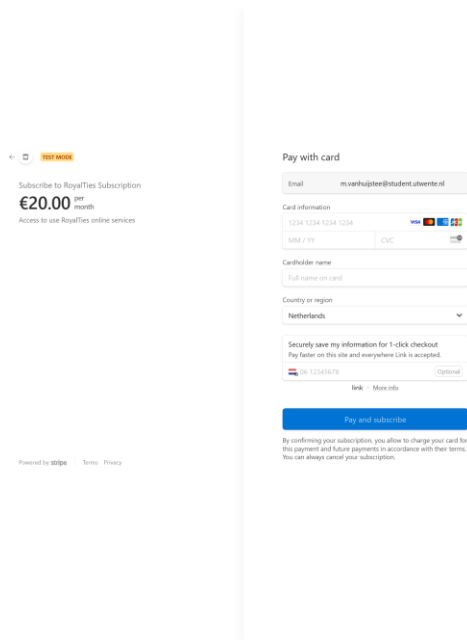 TEST MODE
Subscribe to RoyalTies Subscription
€20.00 per month
Access to use RoyalTies online services
Powered by stripe
Terms Privacy
Pay with card
Email m.vanhuijstee@student.utwente.nl
Card information
1234 1234 1234 1234 VISA
MM / YY CVC
Cardholder name
Full name on card
Country or region
Netherlands
Securely save my information for 1-click checkout
Pay faster on this site and everywhere Link is accepted.
06 12345678 Optional
link · More info
Pay and subscribe
By confirming your subscription, you allow to charge your card for
this payment and future payments in accordance with their terms.
You can always cancel your subscription.